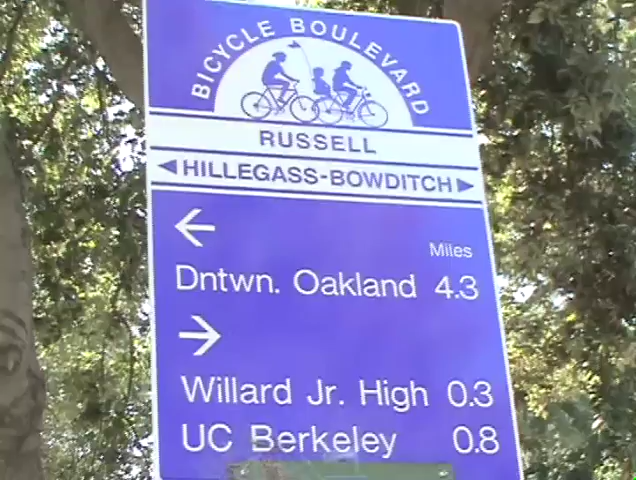 BICYCLE BOULEVARD
RUSSELL
HILLEGASS-BOWDITCH
Miles
Dntwn. Oakland 4.3
Willard Jr. High 0.3
UC Berkeley 0.8